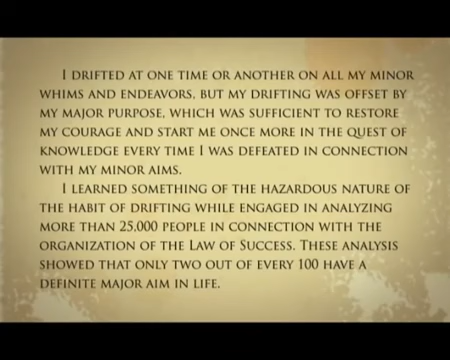 I DRIFTED AT ONE TIME OR ANOTHER ON ALL MY MINOR
WHIMS AND ENDEAVORS, BUT MY DRIFTING WAS OFFSET BY
MY MAJOR PURPOSE, WHICH WAS SUFFICIENT TO RESTORE
MY COURAGE AND START ME ONCE MORE IN THE QUEST OF
KNOWLEDGE EVERY TIME I WAS DEFEATED IN CONNECTION
WITH MY MINOR AIMS.
I LEARNED SOMETHING OF THE HAZARDOUS NATURE OF
THE HABIT OF DRIFTING WHILE ENGAGED IN ANALYZING
MORE THAN 25,000 PEOPLE IN CONNECTION WITH THE
ORGANIZATION OF THE LAW OF SUCCESS. THESE ANALYSIS
SHOWED THAT ONLY TWO OUT OF EVERY 100 HAVE A
DEFINITE MAJOR AIM IN LIFE.